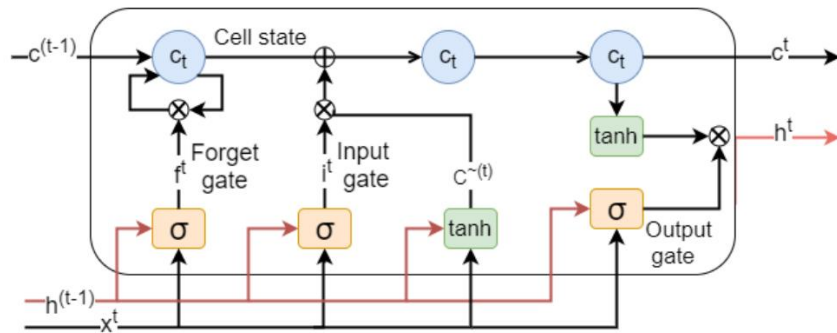 c(t-1)
ct
Cell state
ct
ct
ct
tanh
ht
ft
Forget
gate
it
Input
gate
C~(t)
σ
σ
tanh
σ
Output
gate
h(t-1)
xt